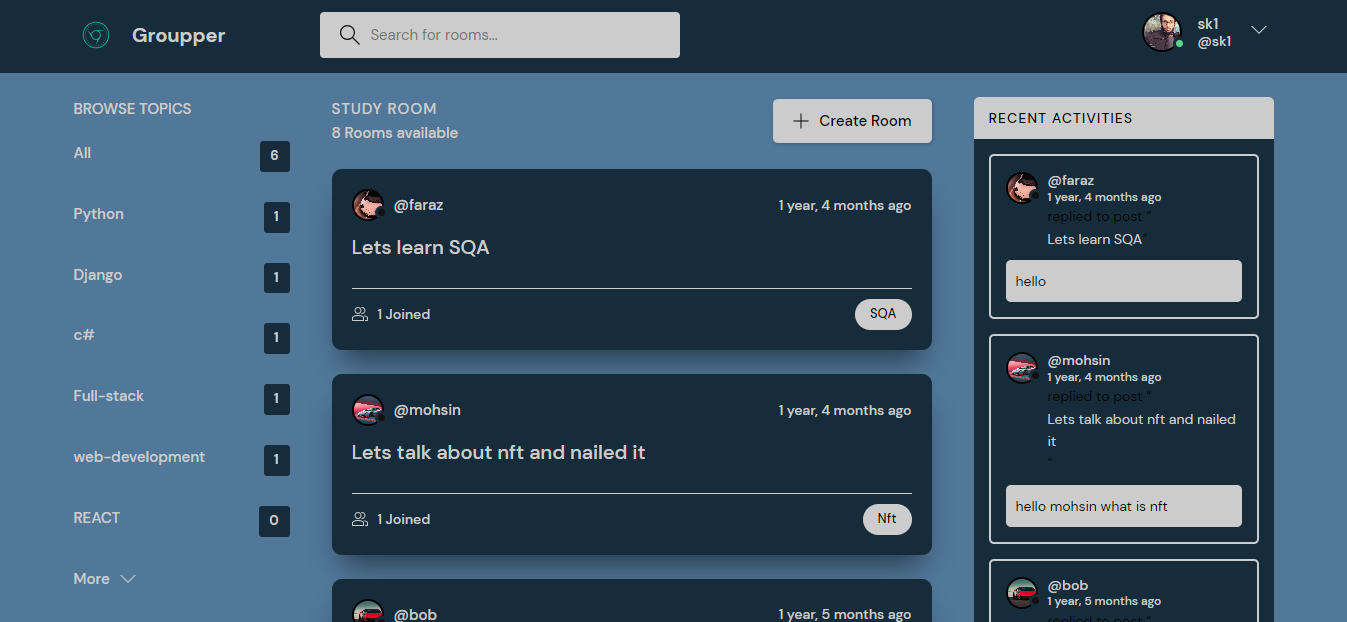 Groupper
Search for rooms...
sk1
@sk1
BROWSE TOPICS
All
6
Python
1
Django
1
c#
1
Full-stack
1
web-development
1
REACT
0
More
STUDY ROOM
8 Rooms available
Create Room
@faraz
1 year, 4 months ago
Lets learn SQA
1 Joined
SQA
@mohsin
1 year, 4 months ago
Lets talk about nft and nailed it
1 Joined
Nft
@bob
1 year, 5 months ago
RECENT ACTIVITIES
@faraz
1 year, 4 months ago
replied to post "
Lets learn SQA"
hello
@mohsin
1 year, 4 months ago
replied to post "
Lets talk about nft and nailed
it
"
hello mohsin what is nft
@bob
1 year, 5 months ago
replied to post "